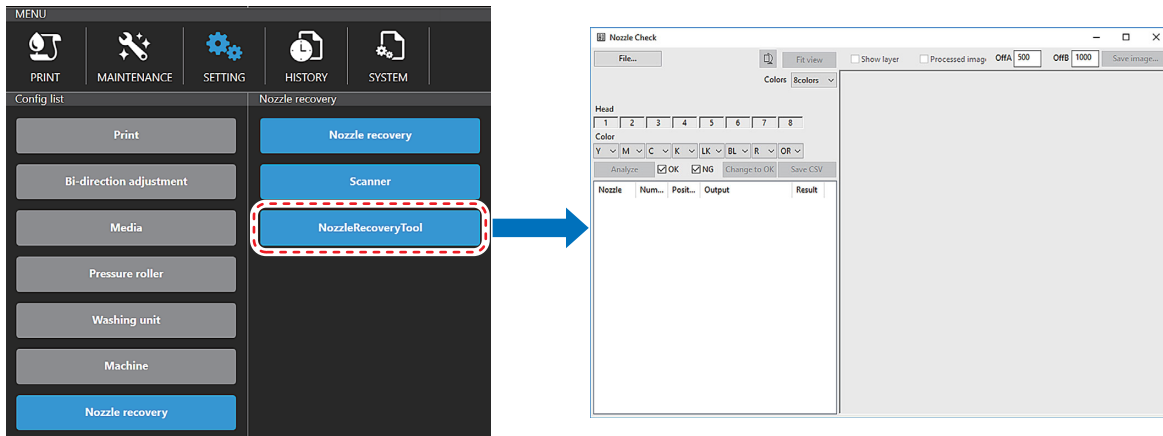 MENU
PRINT
MAINTENANCE
SETTING
HISTORY
SYSTEM
Config list
Nozzle recovery
Print
Nozzle recovery
Bi-direction adjustment
Scanner
Media
NozzleRecoveryTool
Pressure roller
Washing unit
Machine
Nozzle recovery
Nozzle Check
File...
Fit view
Show layer
Processed imag
OffA 500
OffB 1000
Save image...
Colors 8colors
Head
1 2 3 4 5 6 7 8
Color
Y M C K LK BL R OR
Analyze OK NG Change to OK Save CSV
Nozzle Num... Posit... Output Result